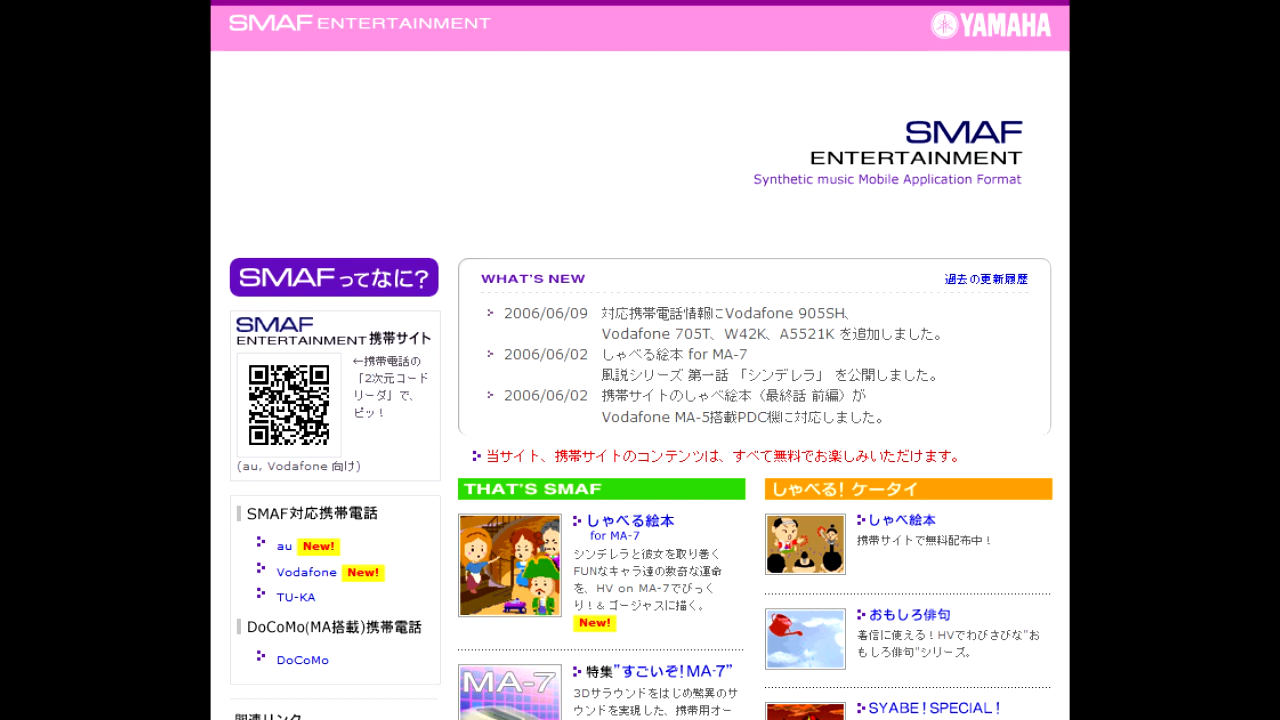 SMAF ENTERTAINMENT
YAMAHA
SMAF
ENTERTAINMENT
Synthetic music Mobile Application Format
SMAFってなに?
SMAF
ENTERTAINMENT 携帯サイト
←携帯電話の
「2次元コード
リーダ」で、
ピッ！
(au, Vodafone 向け)
SMAF対応携帯電話
au New!
Vodafone New!
TU-KA
DoCoMo(MA搭載)携帯電話
DoCoMo
関連リンク
WHAT'S NEW
過去の更新履歴
2006/06/09 対応携帯電話情報にVodafone 905SH、
Vodafone 705T、W42K、A5521K を追加しました。
2006/06/02 しゃべる絵本 for MA-7
風説シリーズ 第一話 「シンデレラ」 を公開しました。
2006/06/02 携帯サイトのしゃべ絵本（最終話 前編）が
Vodafone MA-5搭載PDC機に対応しました。
当サイト、携帯サイトのコンテンツは、すべて無料でお楽しみいただけます。
THAT'S SMAF
しゃべる絵本
for MA-7
シンデレラと彼女を取り巻く
FUNなキャラ達の数奇な運命
を、HV on MA-7でびっく
り！& ゴージャスに描く。
New!
MA-7
特集"すごいぞ！MA-7"
3Dサラウンドをはじめ驚異のサ
ウンドを実現した、携帯用オー
しゃべる！ケータイ
しゃべ絵本
携帯サイトで無料配布中！
おもしろ俳句
着信に使える！HVでわびさびな"お
もしろ俳句"シリーズ。
SYABE！SPECIAL！